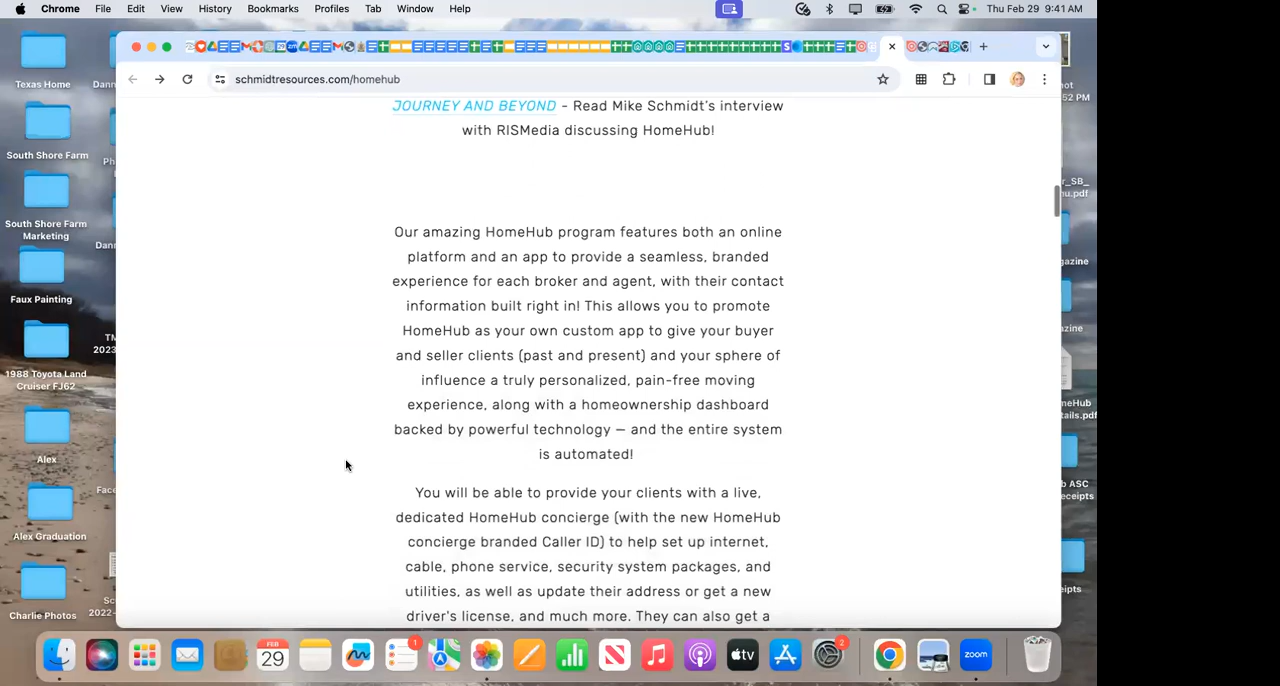 Chrome File Edit View History Bookmarks Profiles Tab Window Help Thu Feb 29 9:41 AM
schmidtresources.com/homehub
JOURNEY AND BEYOND - Read Mike Schmidt's interview
with RISMedia discussing HomeHub!
Our amazing HomeHub program features both an online
platform and an app to provide a seamless, branded
experience for each broker and agent, with their contact
information built right in! This allows you to promote
HomeHub as your own custom app to give your buyer
and seller clients (past and present) and your sphere of
influence a truly personalized, pain-free moving
experience, along with a homeownership dashboard
backed by powerful technology — and the entire system
is automated!
You will be able to provide your clients with a live,
dedicated HomeHub concierge (with the new HomeHub
concierge branded Caller ID) to help set up internet,
cable, phone service, security system packages, and
utilities, as well as update their address or get a new
driver's license, and much more. They can also get a
Texas Home
South Shore Farm
South Shore Farm
Marketing
Faux Painting
1988 Toyota Land
Cruiser FJ62
Alex
Alex Graduation
Charlie Photos
FEB
29
1
tv
2
zoom